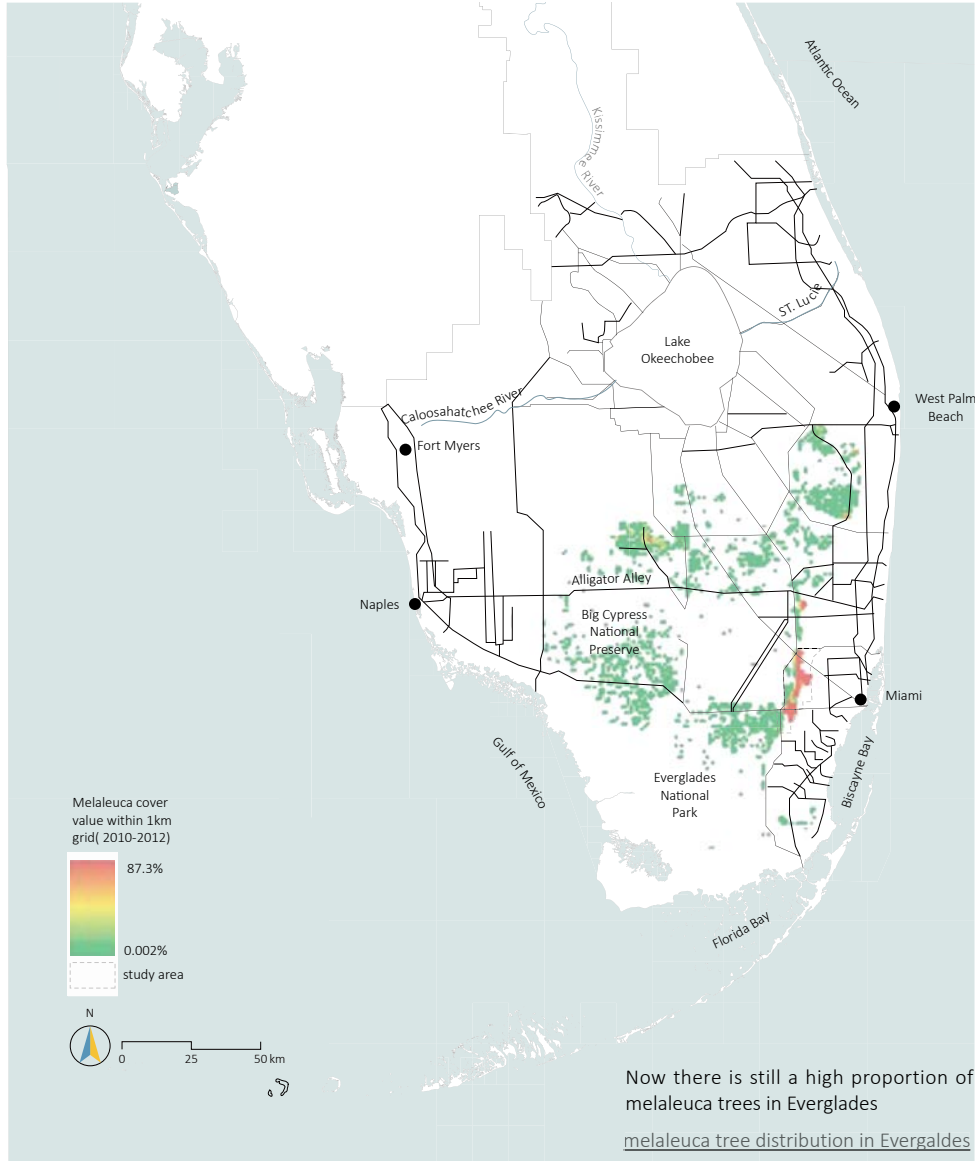 Atlantic Ocean
Kissimmee River
ST. Lucie
Lake
Okeechobee
West Palm
Beach
Caloosahatchee River
Fort Myers
Alligator Alley
Naples
Big Cypress
National
Preserve
Miami
Gulf of Mexico
Biscayne Bay
Everglades
National
Park
Melaleuca cover
value within 1km
grid( 2010-2012)
87.3%
0.002%
study area
Florida Bay
N
0
25
50 km
Now there is still a high proportion of
melaleuca trees in Everglades
melaleuca tree distribution in Evergaldes